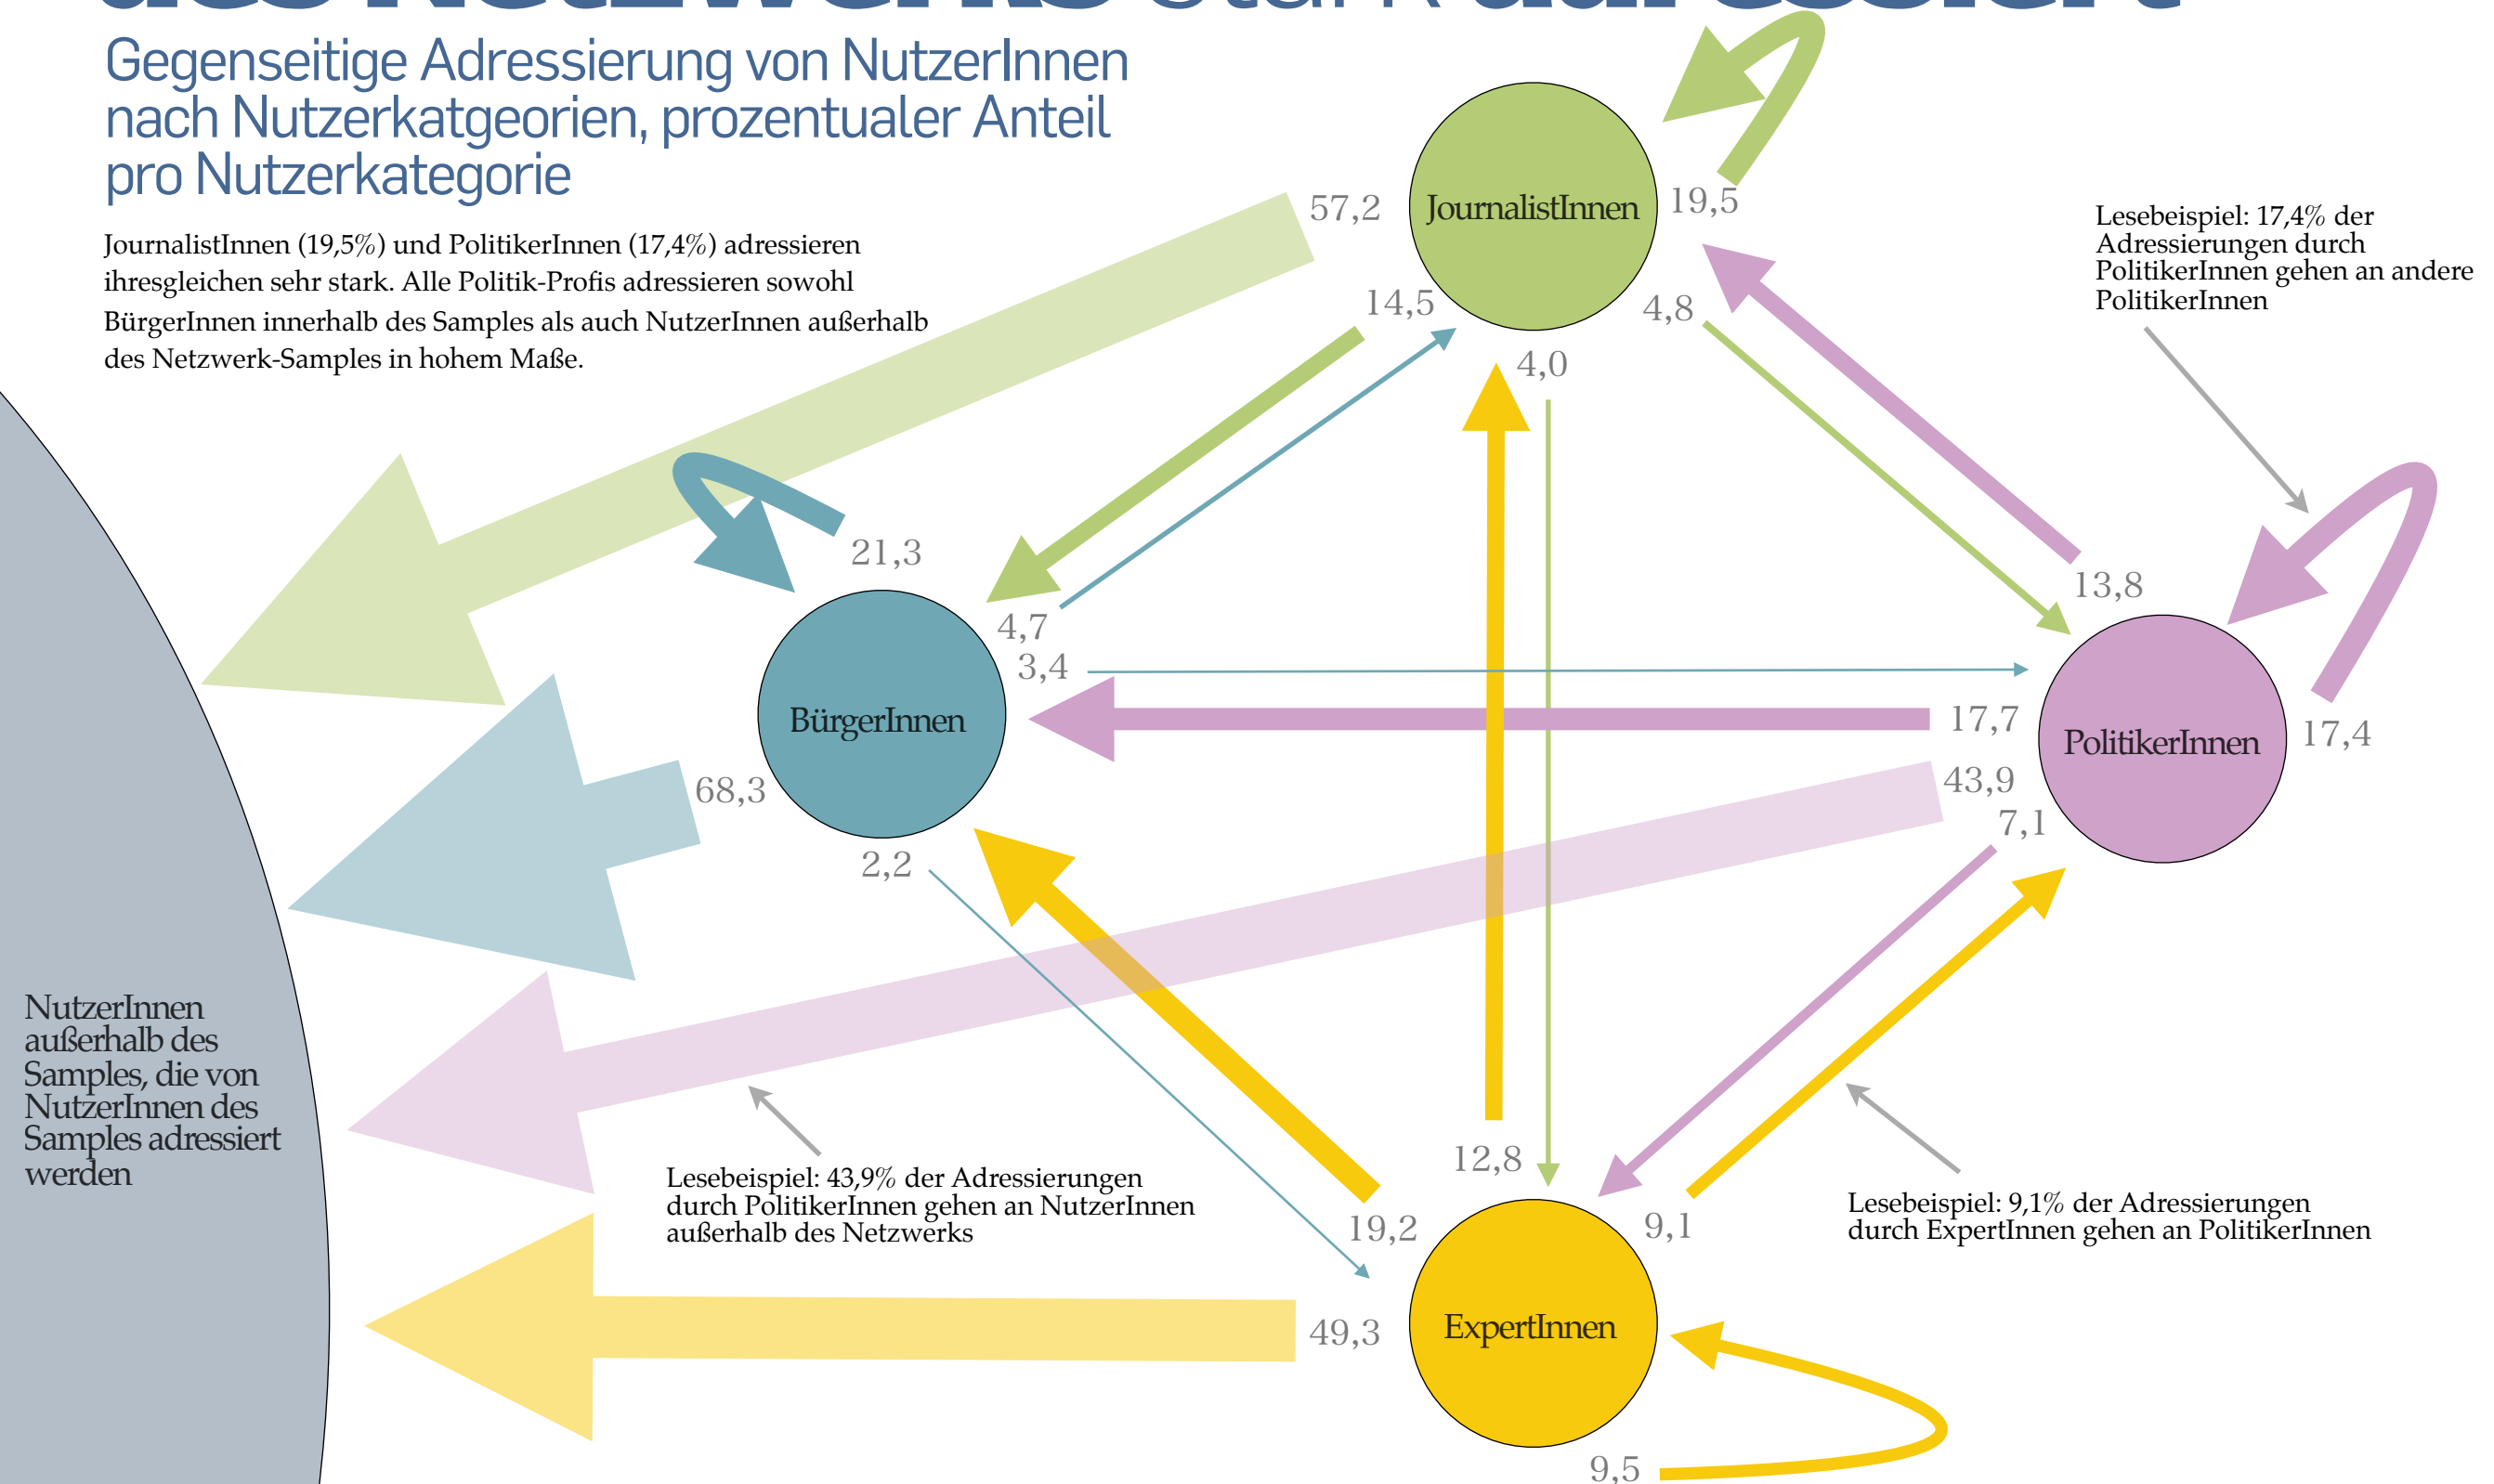 Gegenseitige Adressierung von NutzerInnen
nach Nutzerkatgeorien, prozentualer Anteil
pro Nutzerkategorie
JournalistInnen (19,5%) und PolitikerInnen (17,4%) adressieren
ihresgleichen sehr stark. Alle Politik-Profis adressieren sowohl
BürgerInnen innerhalb des Samples als auch NutzerInnen außerhalb
des Netzwerk-Samples in hohem Maße.
57,2
JournalistInnen
19,5
14,5
4,8
4,0
Lesebeispiel: 17,4% der
Adressierungen durch
PolitikerInnen gehen an andere
PolitikerInnen
21,3
13,8
4,7
3,4
BürgerInnen
17,7
PolitikerInnen
17,4
68,3
43,9
7,1
2,2
NutzerInnen
außerhalb des
Samples, die von
NutzerInnen des
Samples adressiert
werden
Lesebeispiel: 43,9% der Adressierungen
durch PolitikerInnen gehen an NutzerInnen
außerhalb des Netzwerks
12,8
19,2
9,1
Lesebeispiel: 9,1% der Adressierungen
durch ExpertInnen gehen an PolitikerInnen
49,3
ExpertInnen
9,5